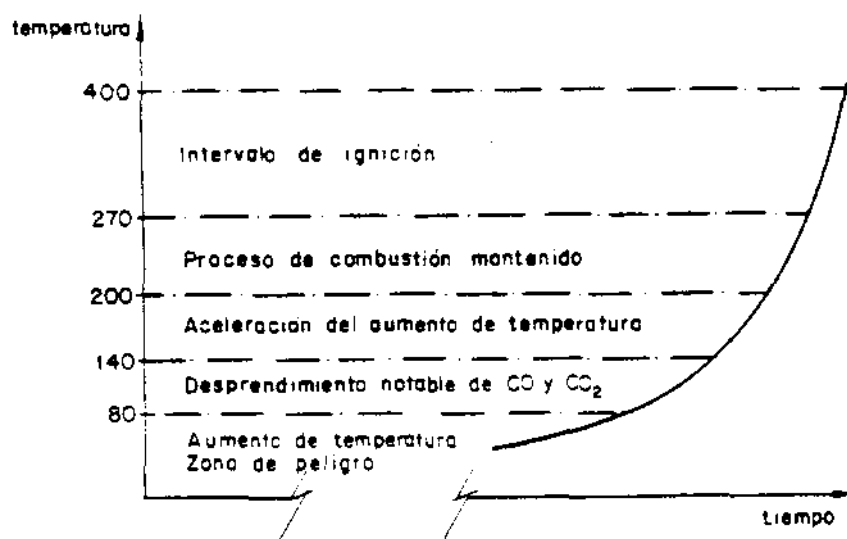 temperatura
400
Intervalo de ignición
270
Proceso de combustión mantenido
200
Aceleración del aumento de temperatura
140
Desprendimiento notable de CO y CO₂
80
Aumento de temperatura
Zona de peligro
tiempo